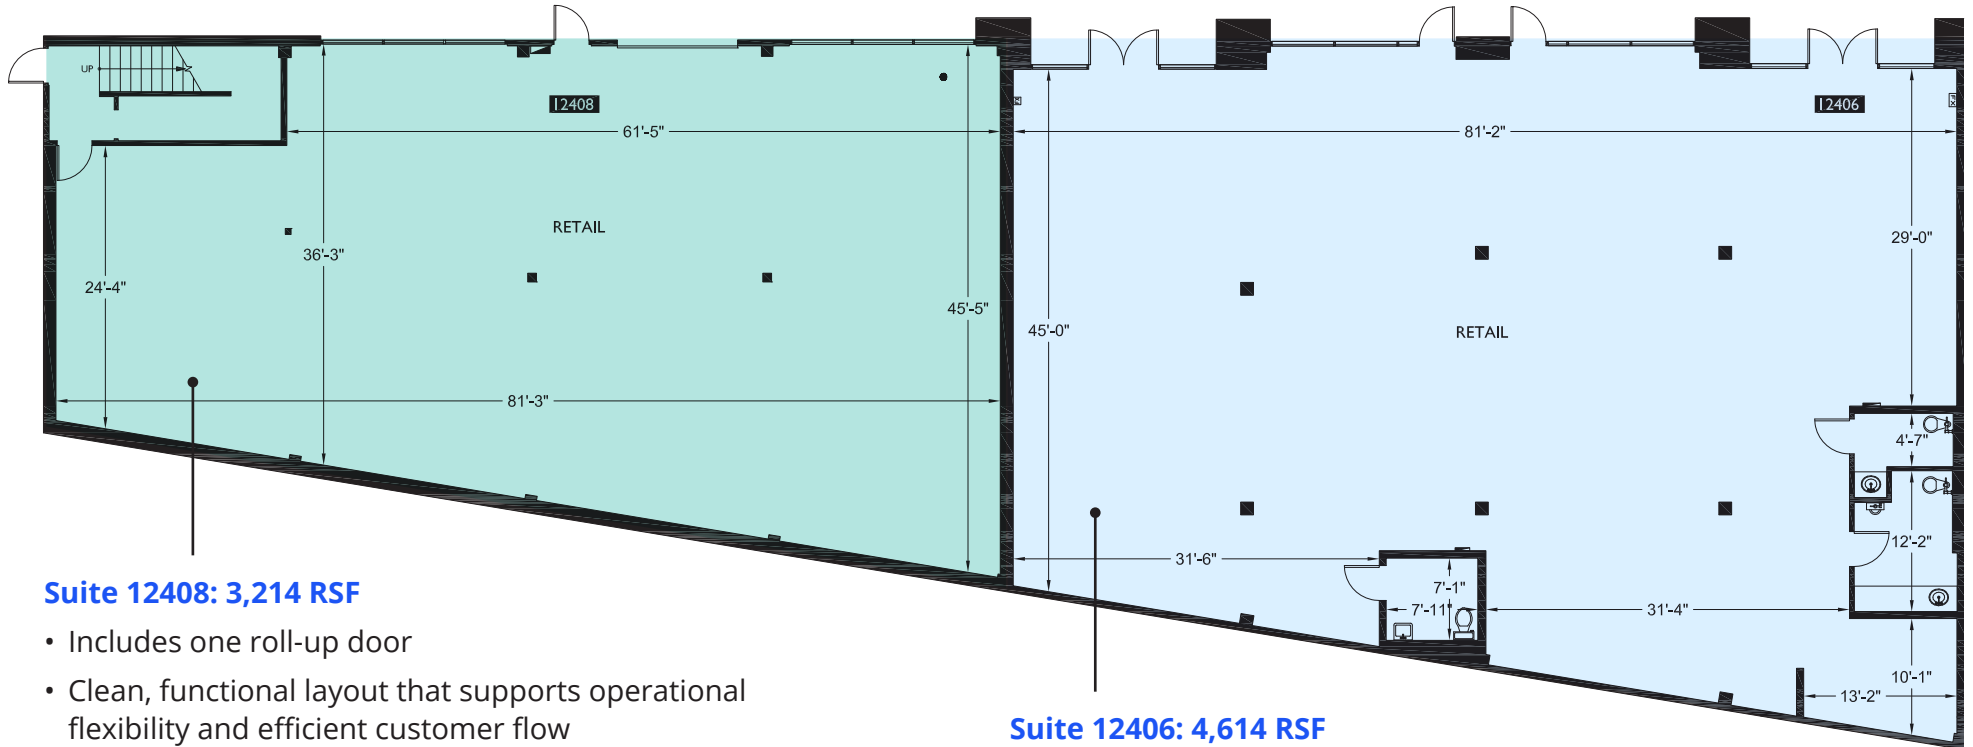 UP
12408
12406
61'-5"
81'-2"
RETAIL
36'-3"
29'-0"
24'-4"
45'-5"
45'-0"
RETAIL
81'-3"
4'-7"
12'-2"
31'-6"
7'-1"
7'-11"
31'-4"
10'-1"
13'-2"
Suite 12408: 3,214 RSF
• Includes one roll-up door
• Clean, functional layout that supports operational
flexibility and efficient customer flow
Suite 12406: 4,614 RSF